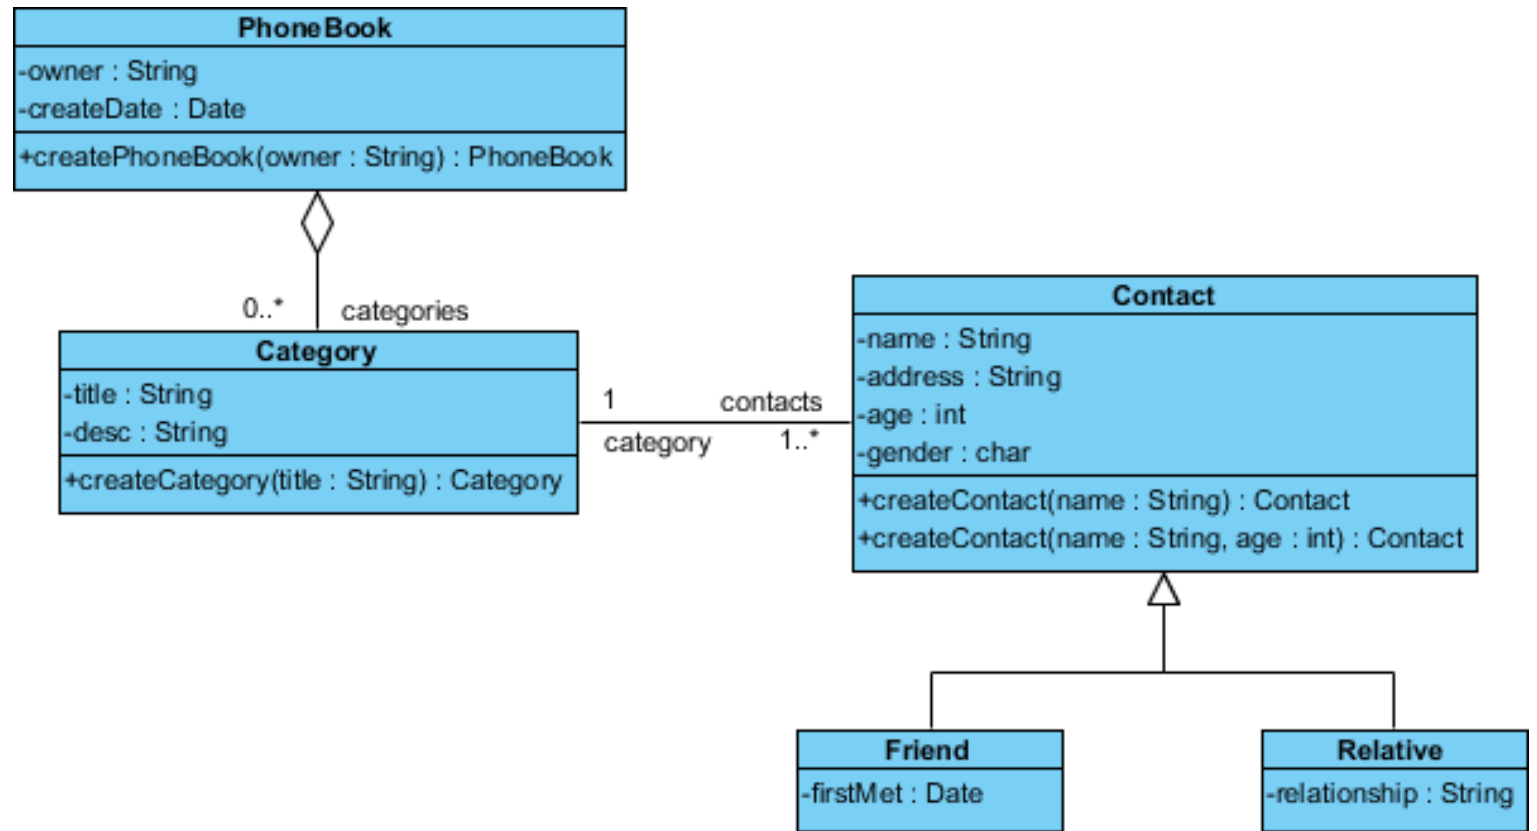 PhoneBook
-owner : String
-createDate : Date
+createPhoneBook(owner : String) : PhoneBook
0..*
categories
Category
-title : String
-desc : String
+createCategory(title : String) : Category
1
contacts
category
1..*
Contact
-name : String
-address : String
-age : int
-gender : char
+createContact(name : String) : Contact
+createContact(name : String, age : int) : Contact
Friend
-firstMet : Date
Relative
-relationship : String